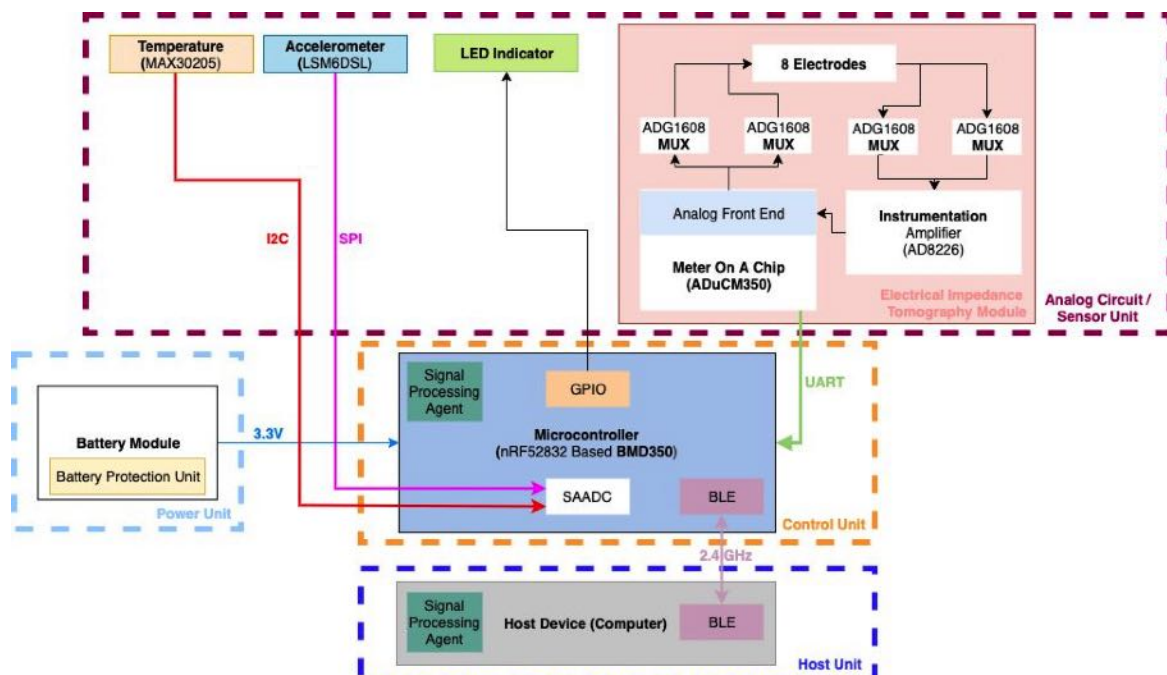 Temperature
(MAX30205)
Accelerometer
(LSM6DSL)
LED Indicator
8 Electrodes
ADG1608
MUX
ADG1608
MUX
ADG1608
MUX
ADG1608
MUX
Analog Front End
Meter On A Chip
(ADuCM350)
Instrumentation
Amplifier
(AD8226)
Electrical Impedance
Tomography Module
Analog Circuit /
Sensor Unit
I2C
SPI
UART
Battery Module
Battery Protection Unit
Power Unit
3.3V
Signal
Processing
Agent
GPIO
Microcontroller
(nRF52832 Based BMD350)
SAADC
BLE
Control Unit
2.4 GHz
Signal
Processing
Agent
Host Device (Computer)
BLE
Host Unit